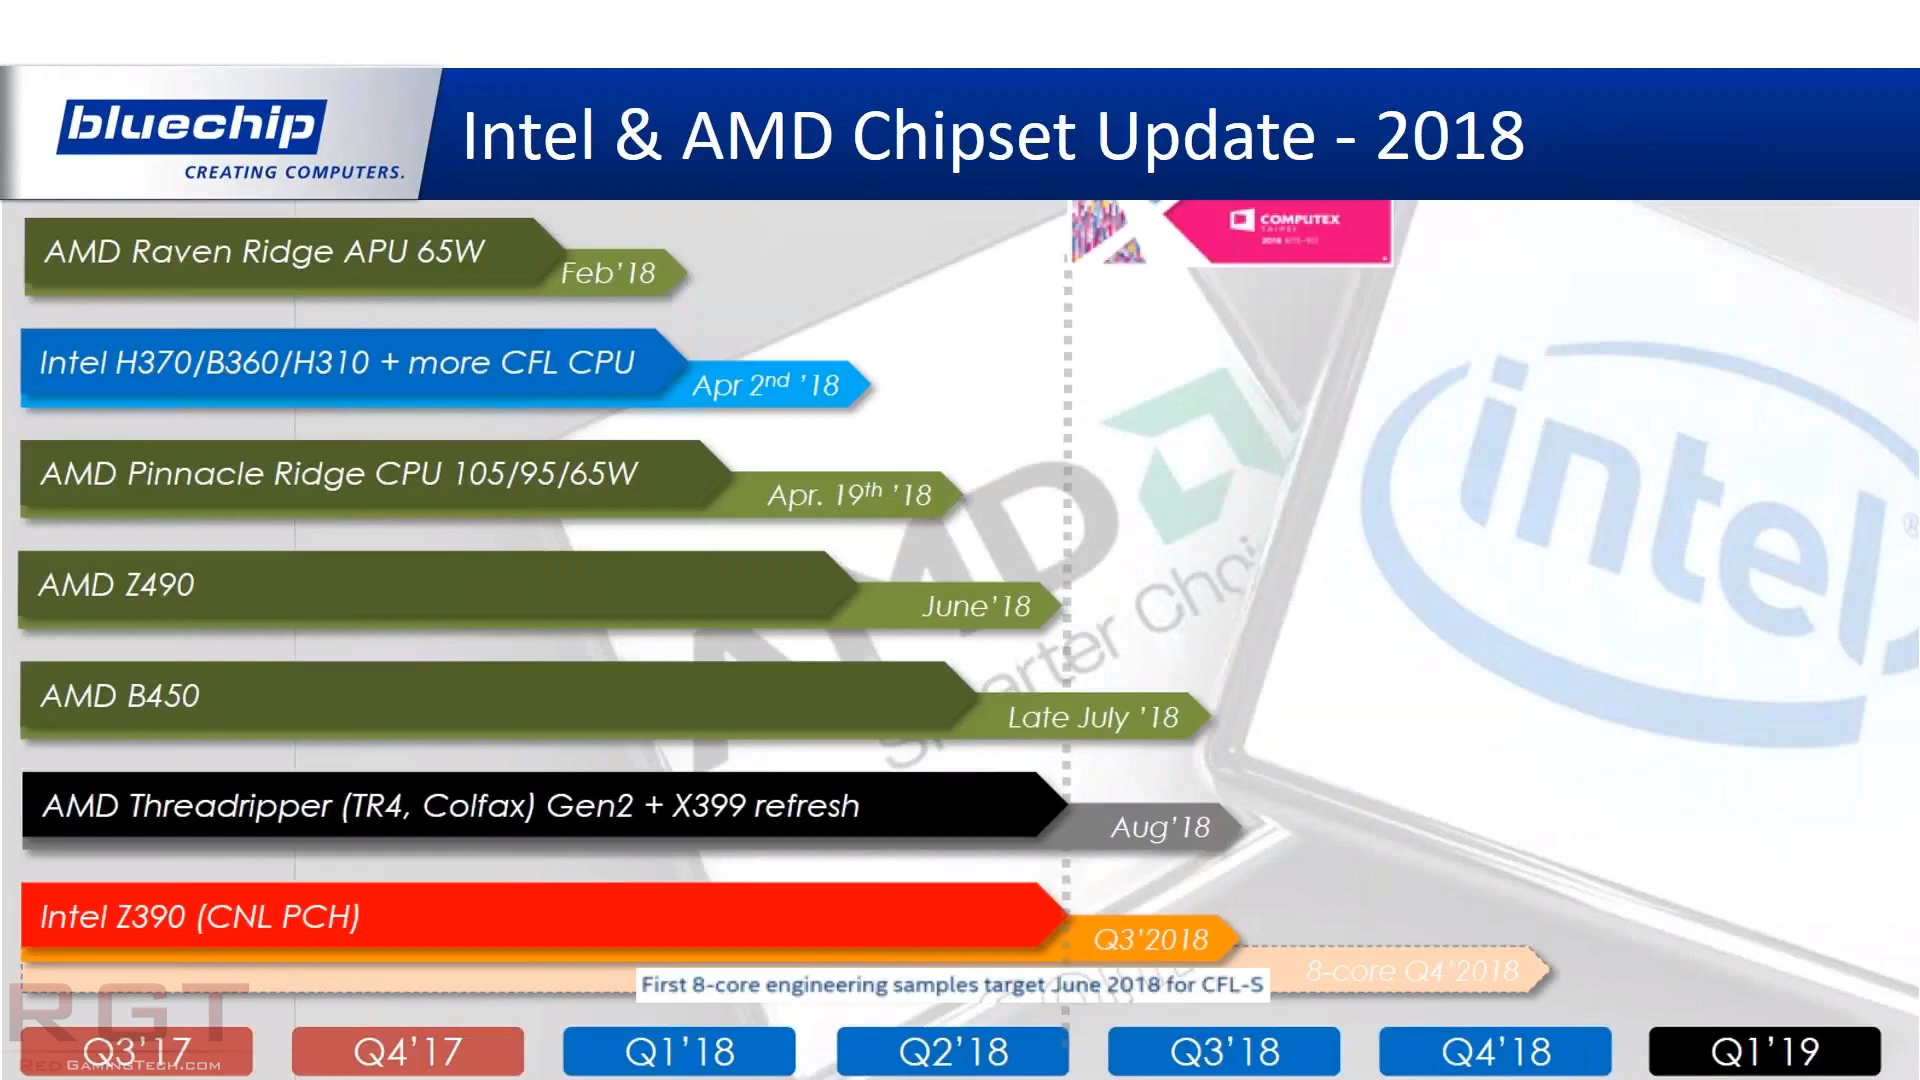 bluechip
CREATING COMPUTERS.
Intel & AMD Chipset Update - 2018
COMPUTEX
TAIPEI
2018
AMD Raven Ridge APU 65W
Feb'18
Intel H370/B360/H310 + more CFL CPU
Apr 2nd '18
AMD Pinnacle Ridge CPU 105/95/65W
Apr. 19th '18
AMD Z490
June'18
AMD B450
Late July '18
AMD Threadripper (TR4, Colfax) Gen2 + X399 refresh
Aug'18
Intel Z390 (CNL PCH)
Q3'2018
8-core Q4'2018
First 8-core engineering samples target June 2018 for CFL-S
AMD
intel®
RGT
REDGAMINGTECH.COM
Q3'17
Q4'17
Q1'18
Q2'18
Q3'18
Q4'18
Q1'19